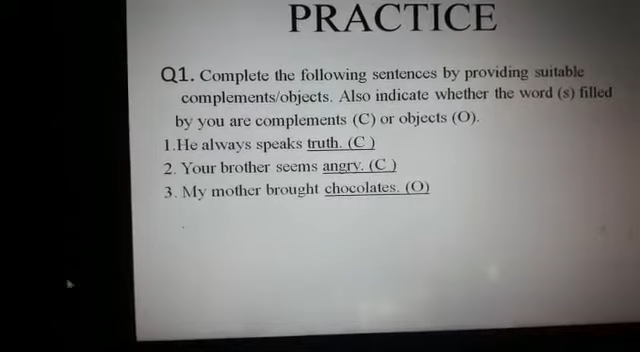 PRACTICE
Q1. Complete the following sentences by providing suitable
complements/objects. Also indicate whether the word (s) filled
by you are complements (C) or objects (O).
1.He always speaks truth. (C )
2. Your brother seems angry. (C )
3. My mother brought chocolates. (O)